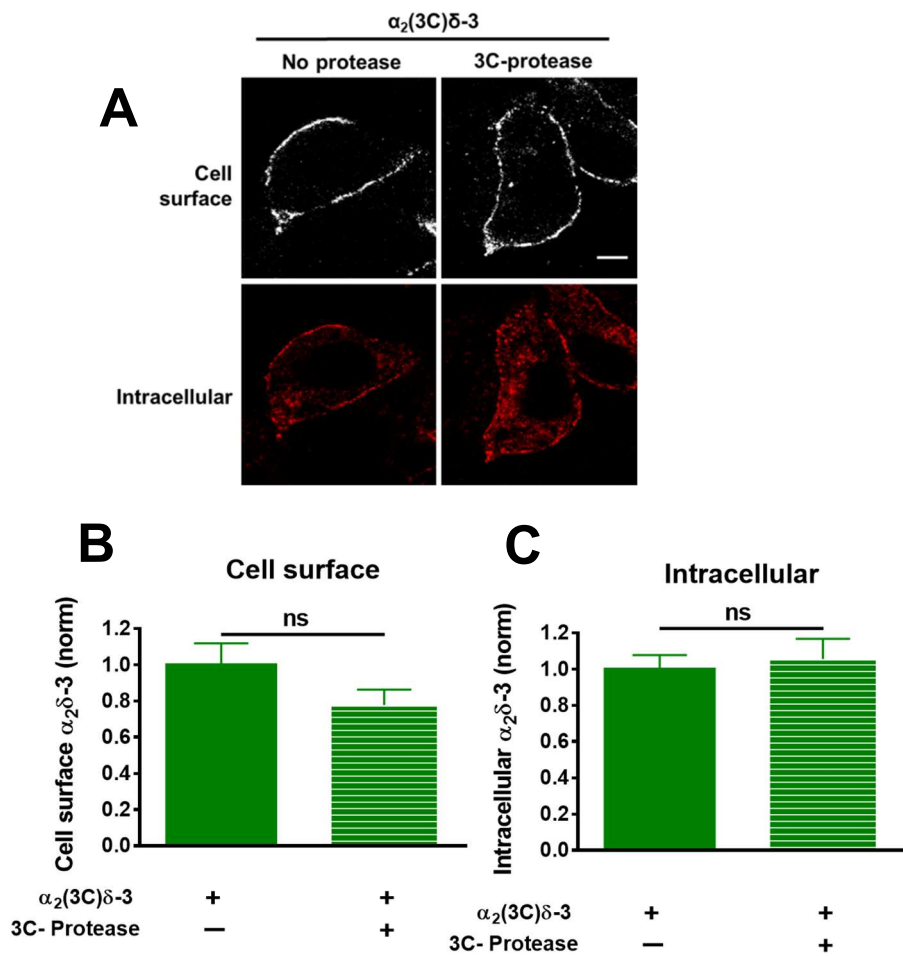 α₂(3C)δ-3
No protease
3C-protease
A
Cell
surface
Intracellular
B
Cell surface
Cell surface α₂δ-3 (norm)
1.2
1.0
0.8
0.6
0.4
0.2
0.0
ns
α₂(3C)δ-3 + +
3C- Protease — +
C
Intracellular
Intracellular α₂δ-3 (norm)
1.2
1.0
0.8
0.6
0.4
0.2
0.0
ns
α₂(3C)δ-3 + +
3C- Protease — +